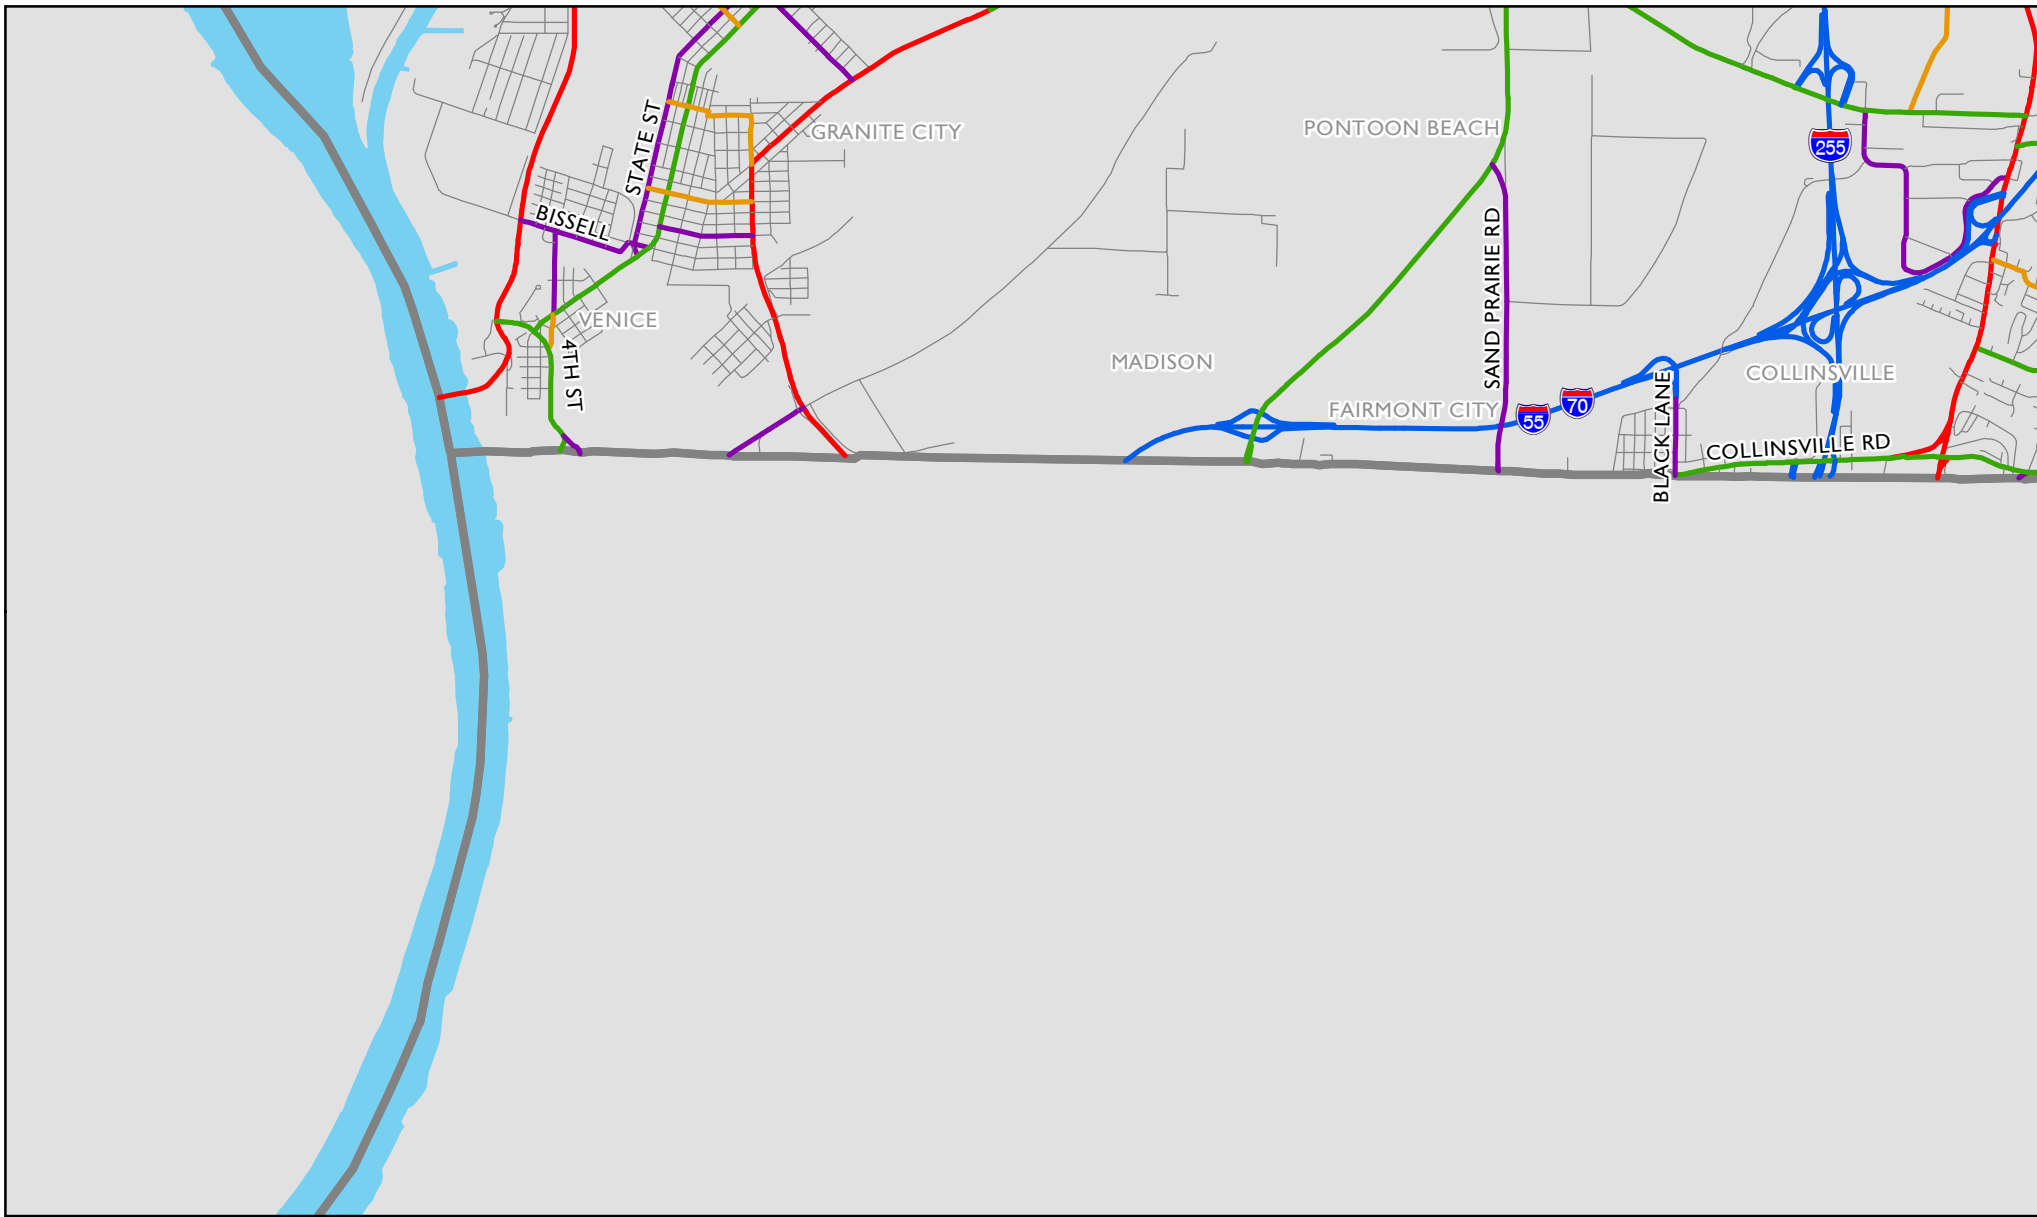 STATE ST
GRANITE CITY
PONTOON BEACH
255
BISSELL
SAND PRAIRIE RD
VENICE
4TH ST
MADISON
COLLINSVILLE
FAIRMONT CITY
55
70
BLACK LANE
COLLINSVILLE RD